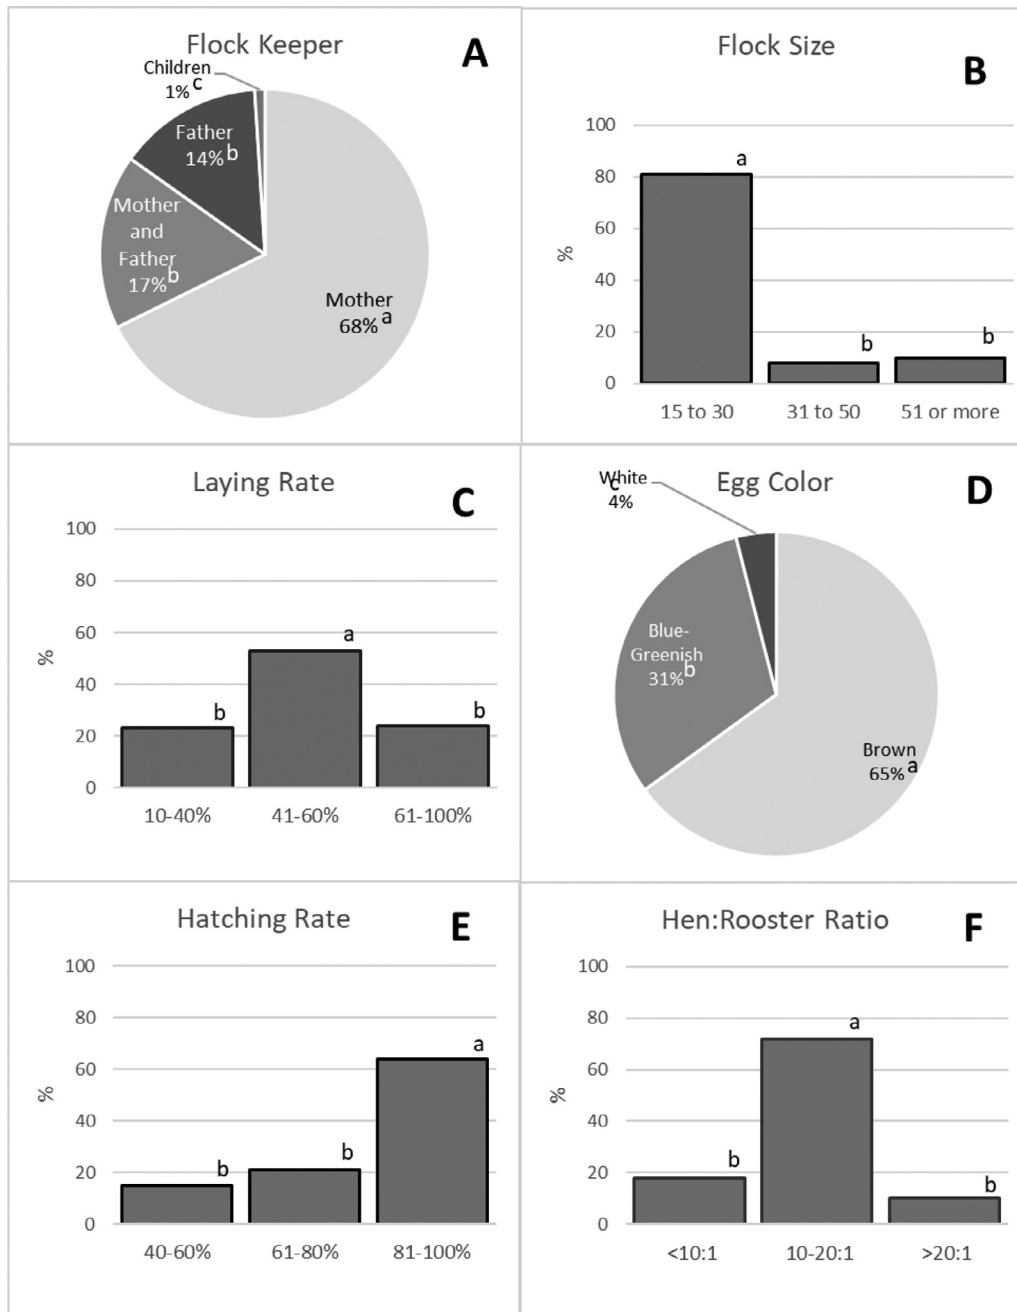 Flock Keeper
A
Children
1% c
Father
14% b
Mother
and
Father
17% b
Mother
68% a
Flock Size
B
100
80
60
40
20
0
%
a
b
b
15 to 30
31 to 50
51 or more
Laying Rate
C
100
80
60
40
20
0
%
b
a
b
10-40%
41-60%
61-100%
Egg Color
D
White
c
4%
Blue-
Greenish
31% b
Brown
65% a
Hatching Rate
E
100
80
60
40
20
0
%
b
b
a
40-60%
61-80%
81-100%
Hen:Rooster Ratio
F
100
80
60
40
20
0
%
b
a
b
<10:1
10-20:1
>20:1